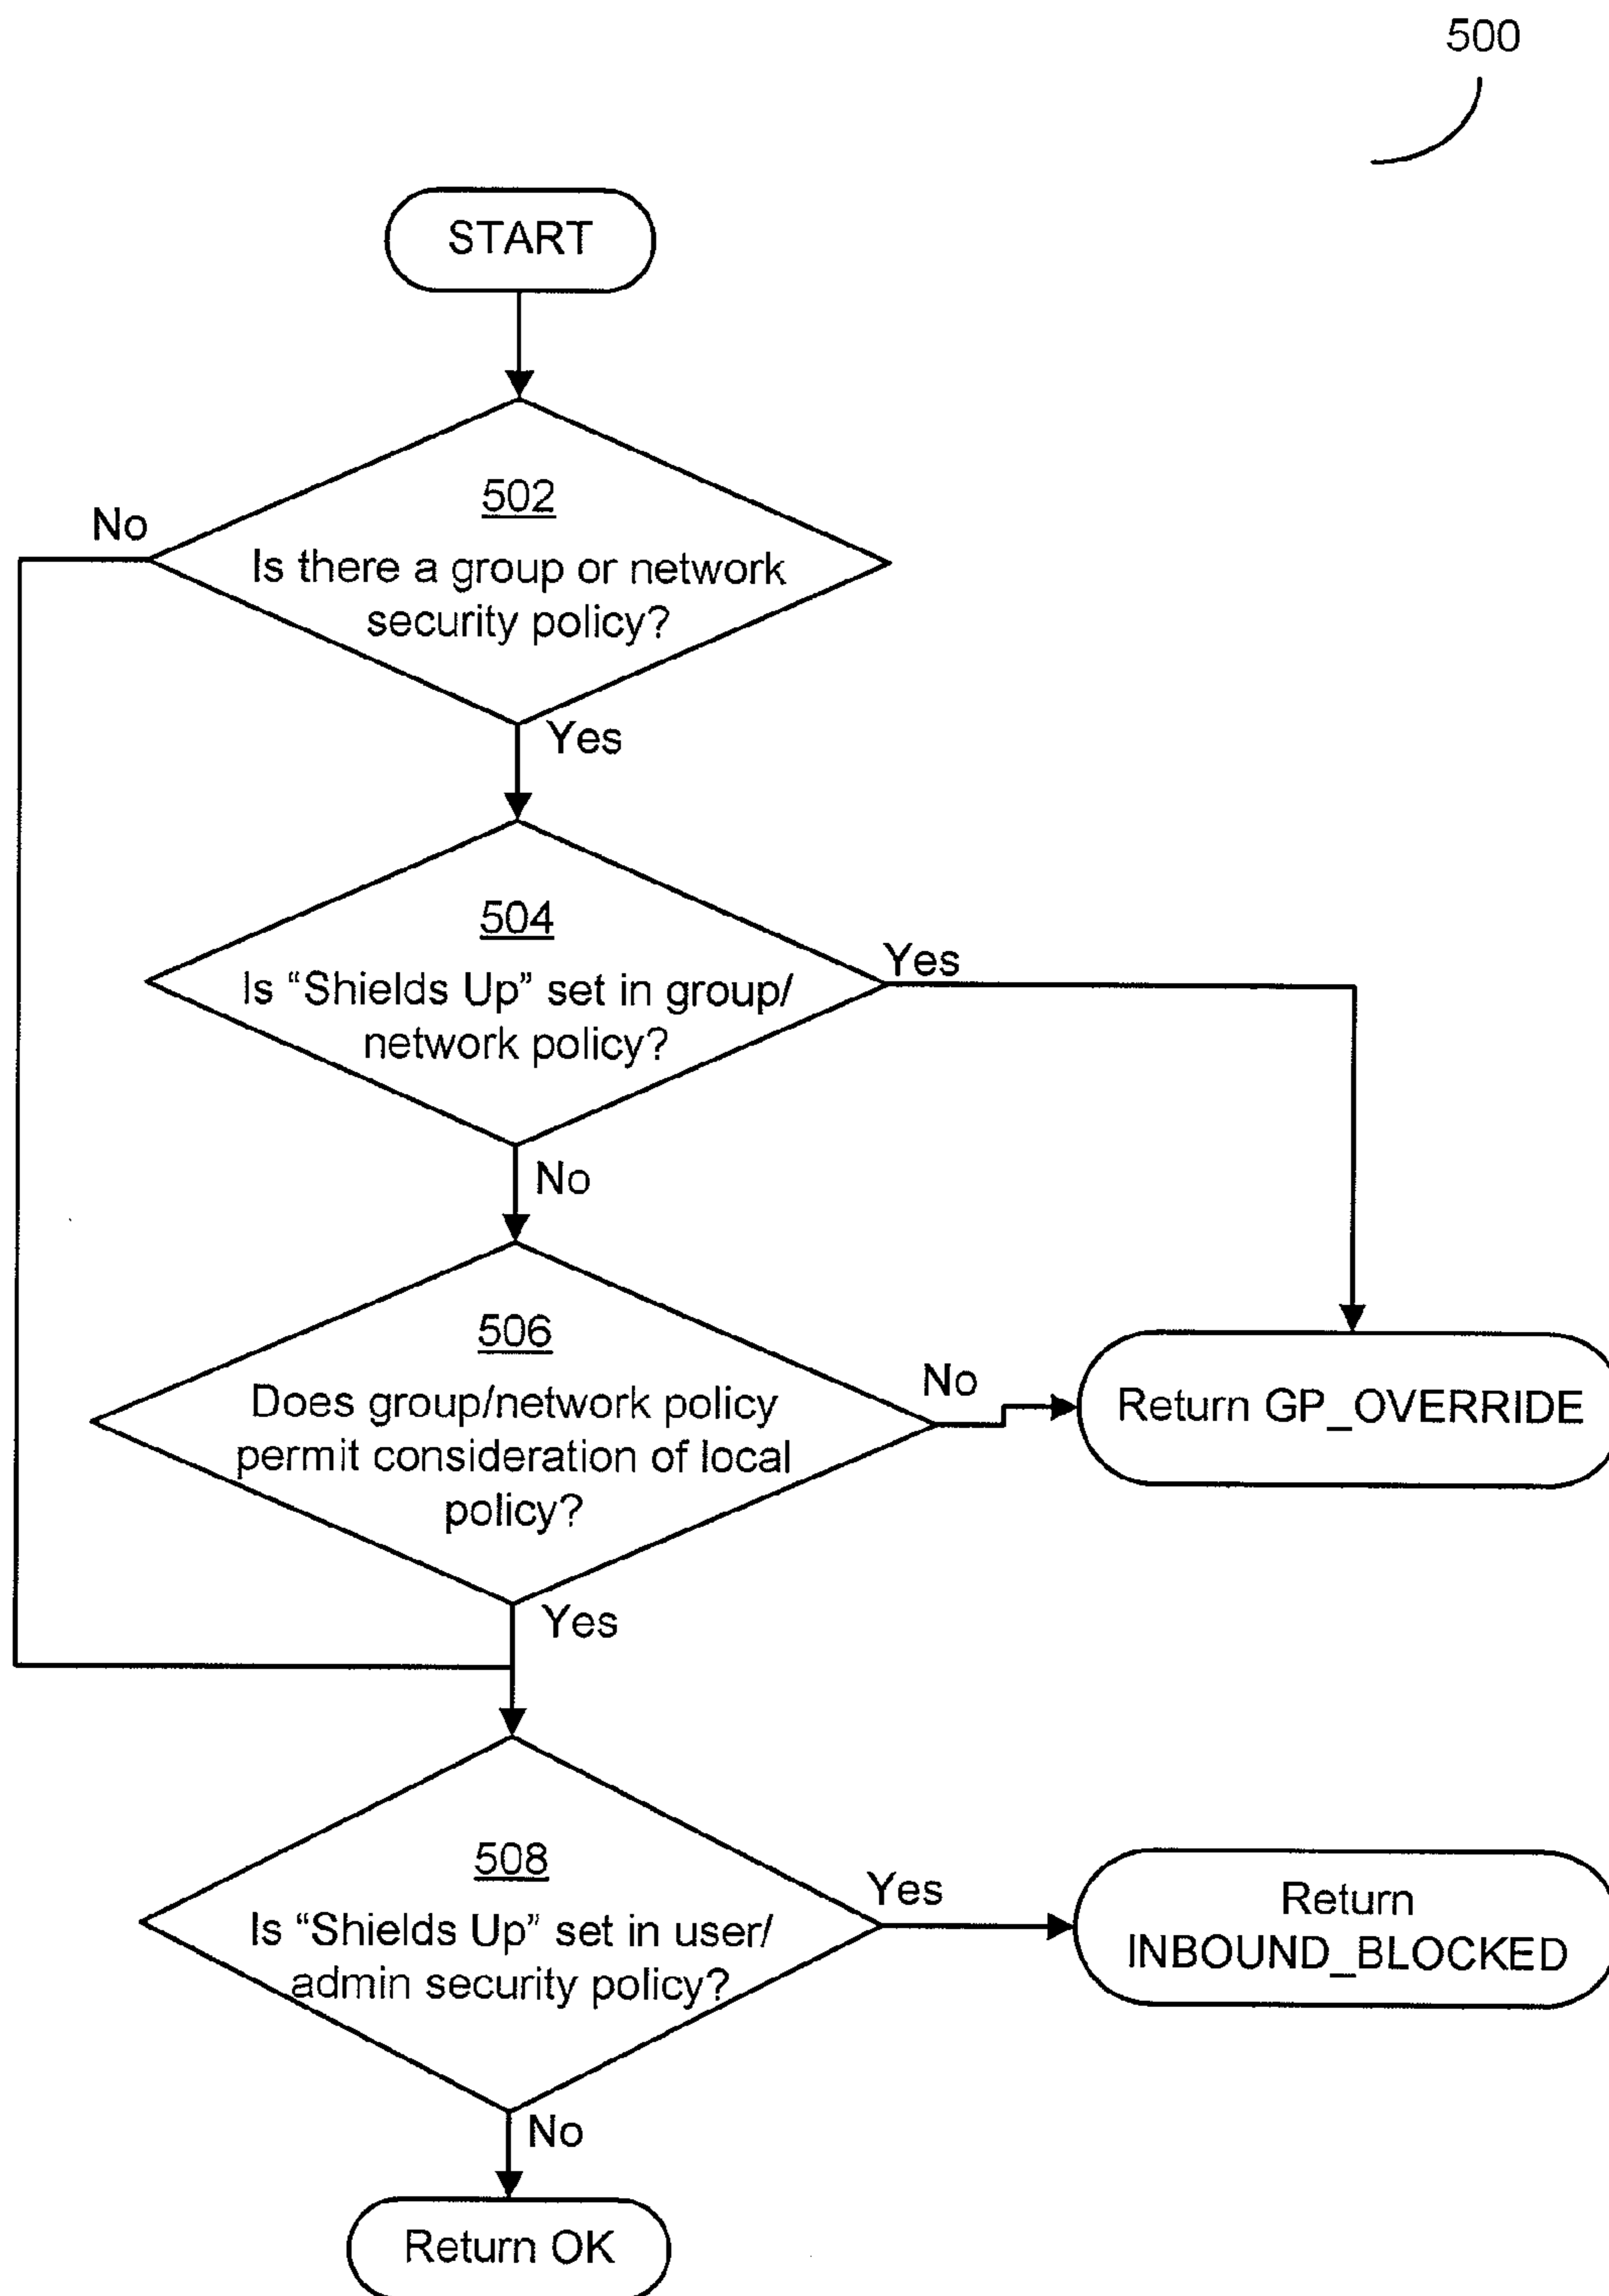 500
START
502
No
Is there a group or network
security policy?
Yes
504
Yes
Is “Shields Up” set in group/
network policy?
No
506
No
Does group/network policy
permit consideration of local
policy?
Return GP_OVERRIDE
Yes
508
Yes
Is “Shields Up” set in user/
admin security policy?
Return
INBOUND_BLOCKED
No
Return OK